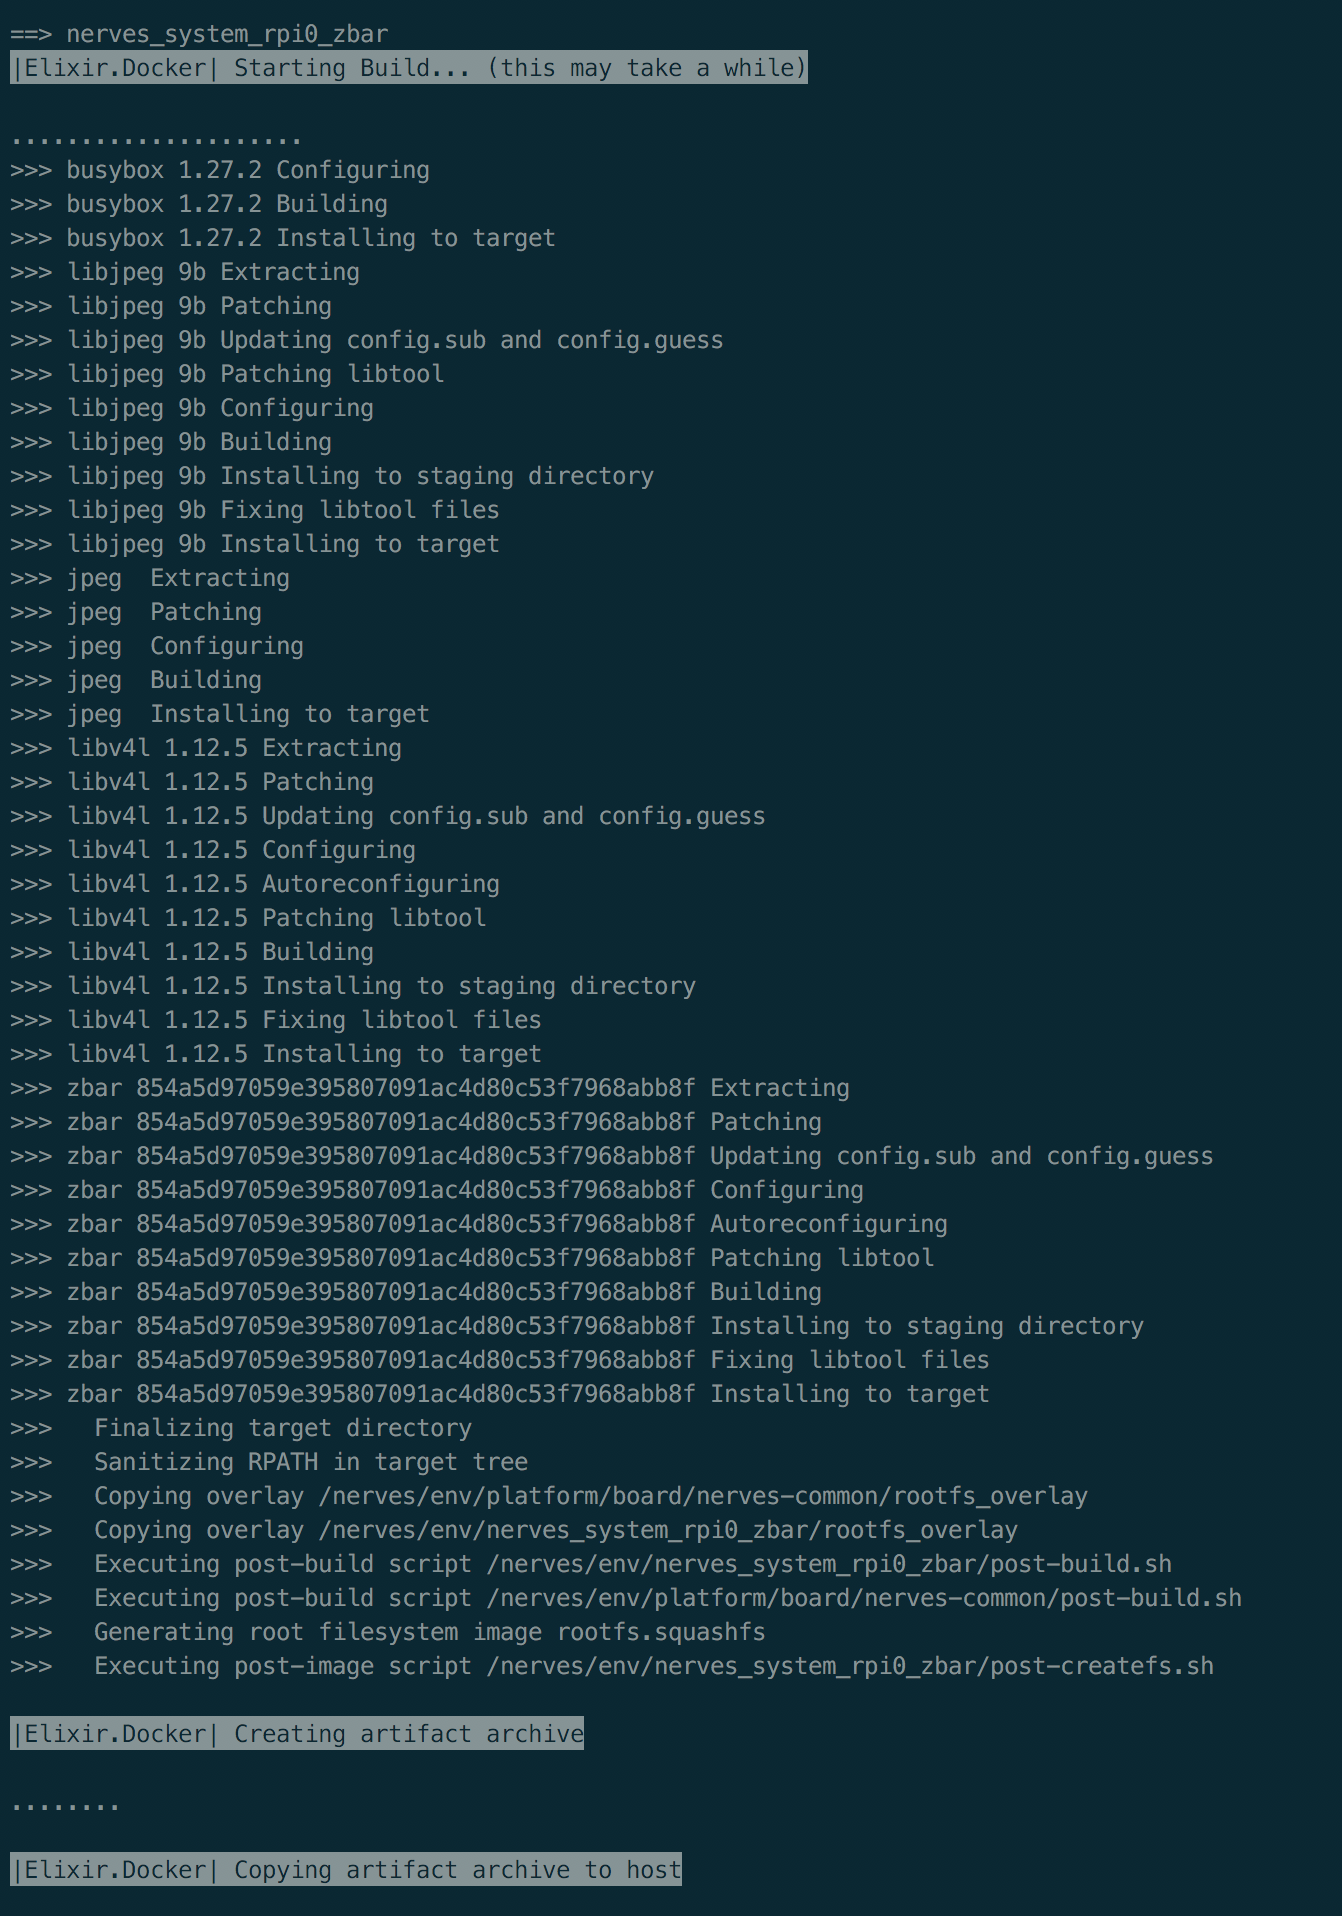 ==> nerves_system_rpi0_zbar
|Elixir.Docker| Starting Build... (this may take a while)
.....................
>>> busybox 1.27.2 Configuring
>>> busybox 1.27.2 Building
>>> busybox 1.27.2 Installing to target
>>> libjpeg 9b Extracting
>>> libjpeg 9b Patching
>>> libjpeg 9b Updating config.sub and config.guess
>>> libjpeg 9b Patching libtool
>>> libjpeg 9b Configuring
>>> libjpeg 9b Building
>>> libjpeg 9b Installing to staging directory
>>> libjpeg 9b Fixing libtool files
>>> libjpeg 9b Installing to target
>>> jpeg  Extracting
>>> jpeg  Patching
>>> jpeg  Configuring
>>> jpeg  Building
>>> jpeg  Installing to target
>>> libv4l 1.12.5 Extracting
>>> libv4l 1.12.5 Patching
>>> libv4l 1.12.5 Updating config.sub and config.guess
>>> libv4l 1.12.5 Configuring
>>> libv4l 1.12.5 Autoreconfiguring
>>> libv4l 1.12.5 Patching libtool
>>> libv4l 1.12.5 Building
>>> libv4l 1.12.5 Installing to staging directory
>>> libv4l 1.12.5 Fixing libtool files
>>> libv4l 1.12.5 Installing to target
>>> zbar 854a5d97059e395807091ac4d80c53f7968abb8f Extracting
>>> zbar 854a5d97059e395807091ac4d80c53f7968abb8f Patching
>>> zbar 854a5d97059e395807091ac4d80c53f7968abb8f Updating config.sub and config.guess
>>> zbar 854a5d97059e395807091ac4d80c53f7968abb8f Configuring
>>> zbar 854a5d97059e395807091ac4d80c53f7968abb8f Autoreconfiguring
>>> zbar 854a5d97059e395807091ac4d80c53f7968abb8f Patching libtool
>>> zbar 854a5d97059e395807091ac4d80c53f7968abb8f Building
>>> zbar 854a5d97059e395807091ac4d80c53f7968abb8f Installing to staging directory
>>> zbar 854a5d97059e395807091ac4d80c53f7968abb8f Fixing libtool files
>>> zbar 854a5d97059e395807091ac4d80c53f7968abb8f Installing to target
>>>   Finalizing target directory
>>>   Sanitizing RPATH in target tree
>>>   Copying overlay /nerves/env/platform/board/nerves-common/rootfs_overlay
>>>   Copying overlay /nerves/env/nerves_system_rpi0_zbar/rootfs_overlay
>>>   Executing post-build script /nerves/env/nerves_system_rpi0_zbar/post-build.sh
>>>   Executing post-build script /nerves/env/platform/board/nerves-common/post-build.sh
>>>   Generating root filesystem image rootfs.squashfs
>>>   Executing post-image script /nerves/env/nerves_system_rpi0_zbar/post-createfs.sh
|Elixir.Docker| Creating artifact archive
........
|Elixir.Docker| Copying artifact archive to host